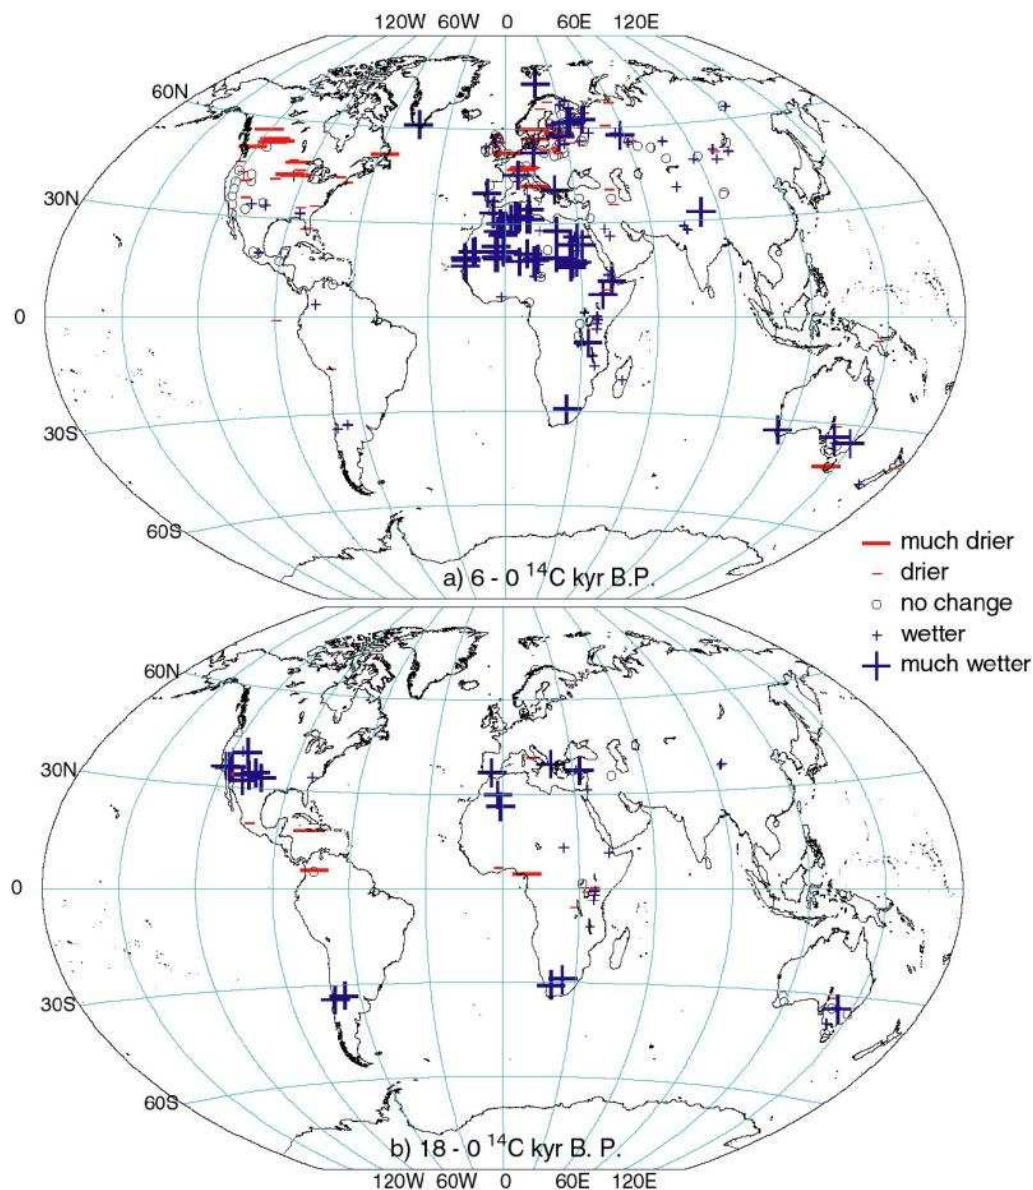 120W 60W 0 60E 120E
60N
30N
0
30S
60S
a) 6 - 0 ¹⁴C kyr B.P.
much drier
drier
no change
wetter
much wetter
60N
30N
0
30S
60S
b) 18 - 0 ¹⁴C kyr B. P.
120W 60W 0 60E 120E